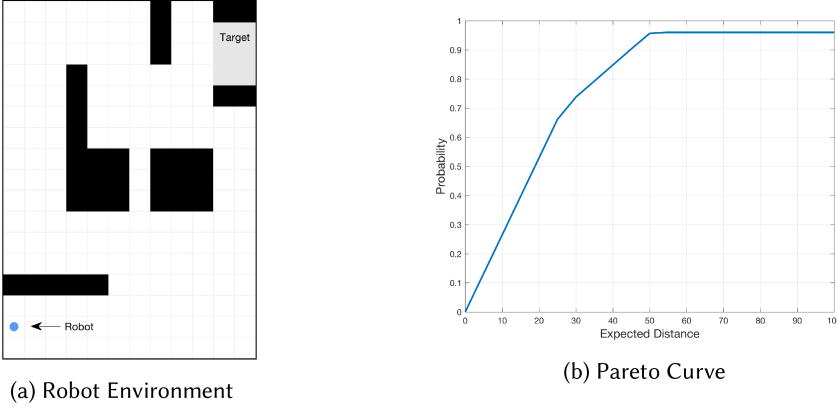 Target
Robot
(a) Robot Environment
1
0.9
0.8
0.7
0.6
0.5
0.4
0.3
0.2
0.1
0
Probability
0 10 20 30 40 50 60 70 80 90 10
Expected Distance
(b) Pareto Curve